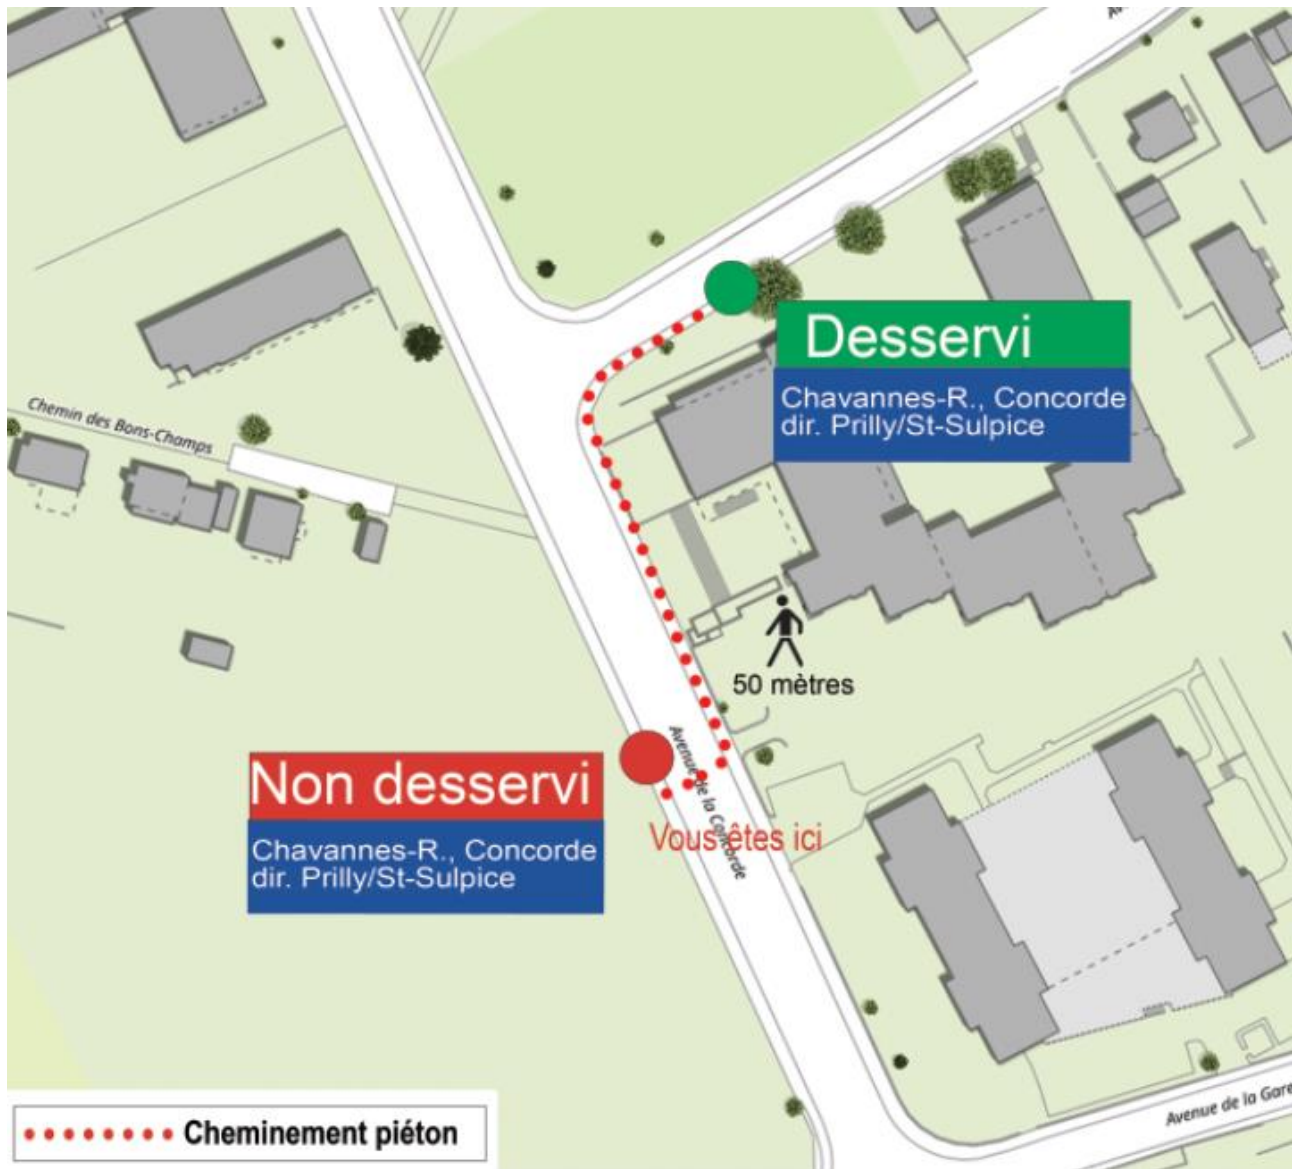 Desservi
Chavannes-R., Concorde
dir. Prilly/St-Sulpice
Chemin des Bons-Champs
50 mètres
Avenue de la Concorde
Non desservi
Chavannes-R., Concorde
dir. Prilly/St-Sulpice
Vous êtes ici
Avenue de la Gare
Cheminement piéton